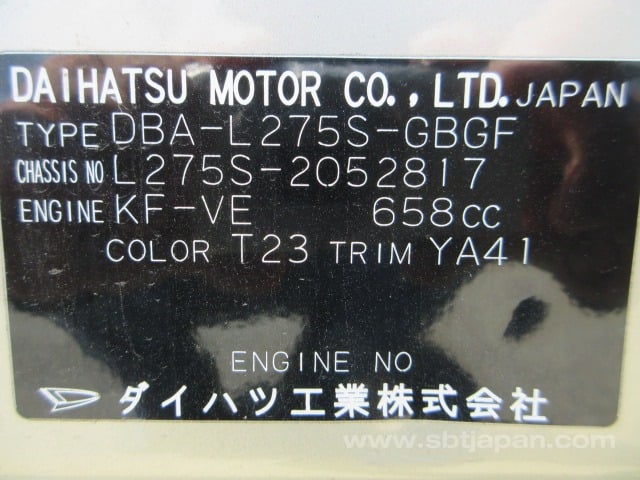 DAIHATSU MOTOR CO., LTD. JAPAN
TYPE DBA-L275S-GBGF
CHASSIS NO L275S-2052817
ENGINE KF-VE 658CC
COLOR T23 TRIM YA41
ENGINE NO
ダイハツ工業株式会社
www.sbtjapan.com